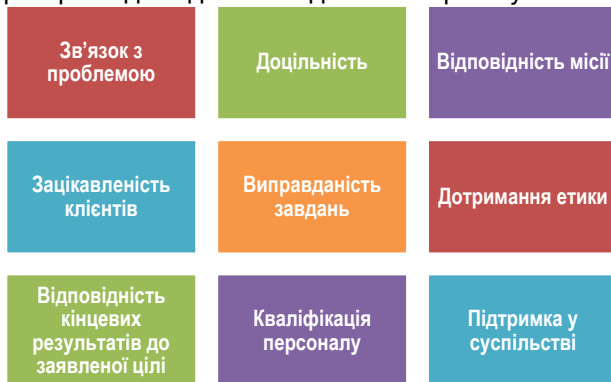 Зв’язок з
проблемою
Доцільність
Відповідність місії
Зацікавленість
клієнтів
Виправданість
завдань
Дотримання етики
Відповідність
кінцевих
результатів до
заявленої цілі
Кваліфікація
персоналу
Підтримка у
суспільстві